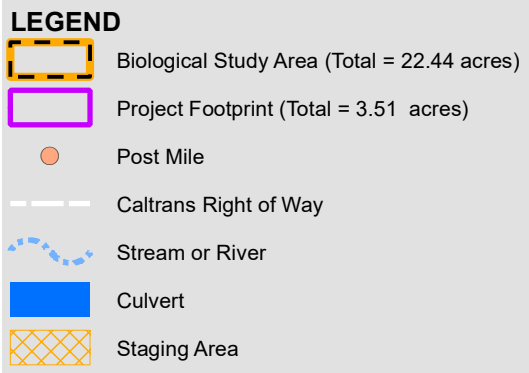 LEGEND
Biological Study Area (Total = 22.44 acres)
Project Footprint (Total = 3.51  acres)
Post Mile
Caltrans Right of Way
Stream or River
Culvert
Staging Area